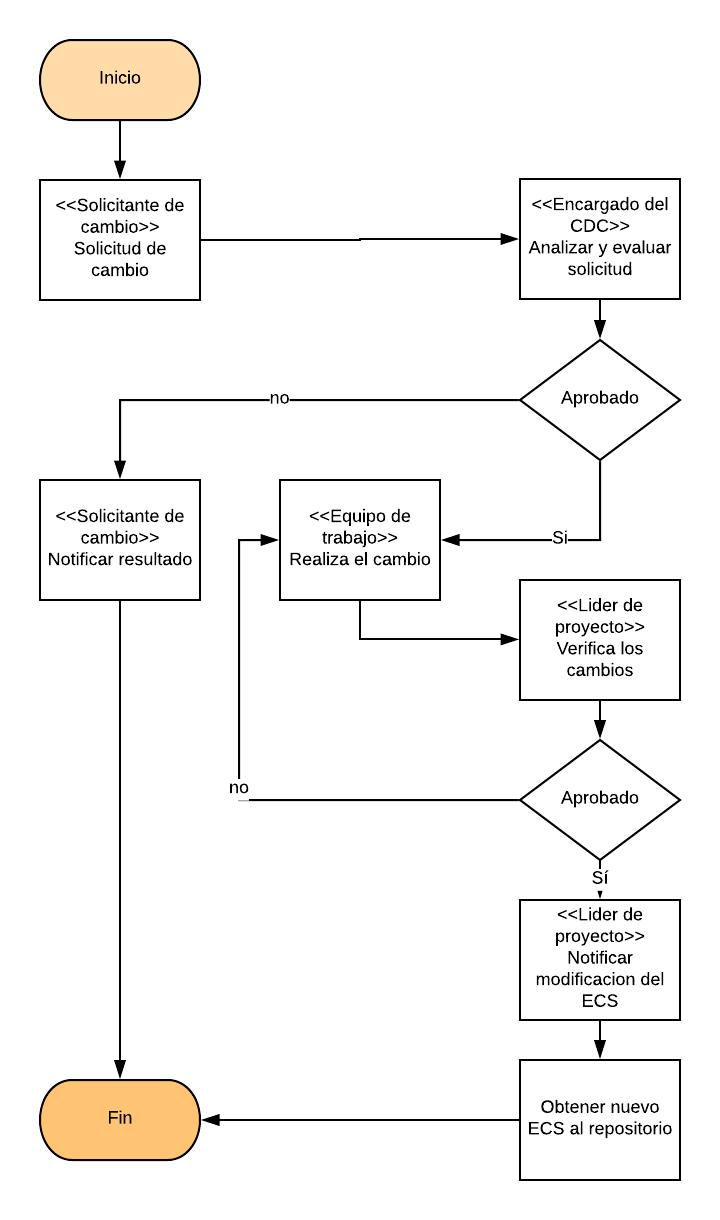 Inicio
<<Solicitante de
cambio>>
Solicitud de
cambio
<<Encargado del
CDC>>
Analizar y evaluar
solicitud
Aprobado
no
<<Solicitante de
cambio>>
Notificar resultado
<<Equipo de
trabajo>>
Realiza el cambio
Si
<<Lider de
proyecto>>
Verifica los
cambios
no
Aprobado
Sí
<<Lider de
proyecto>>
Notificar
modificacion del
ECS
Fin
Obtener nuevo
ECS al repositorio